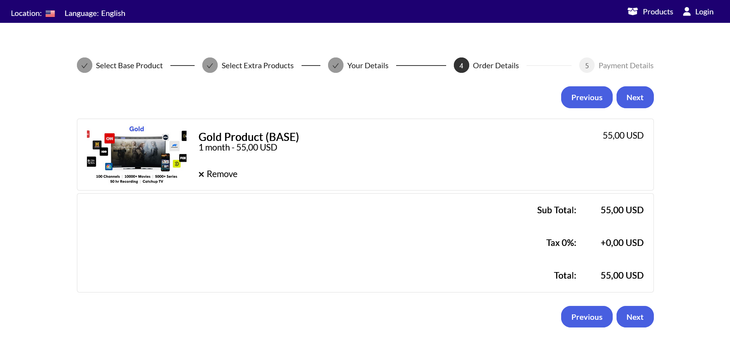 Location:
Language: English
Products
Login
Select Base Product
Select Extra Products
Your Details
4 Order Details
5 Payment Details
Previous
Next
Gold
100 Channels | 10000+ Movies | 5000+ Series
80 hr Recording | Catchup TV
Gold Product (BASE)
55,00 USD
1 month - 55,00 USD
× Remove
Sub Total: 55,00 USD
Tax 0%: +0,00 USD
Total: 55,00 USD
Previous
Next